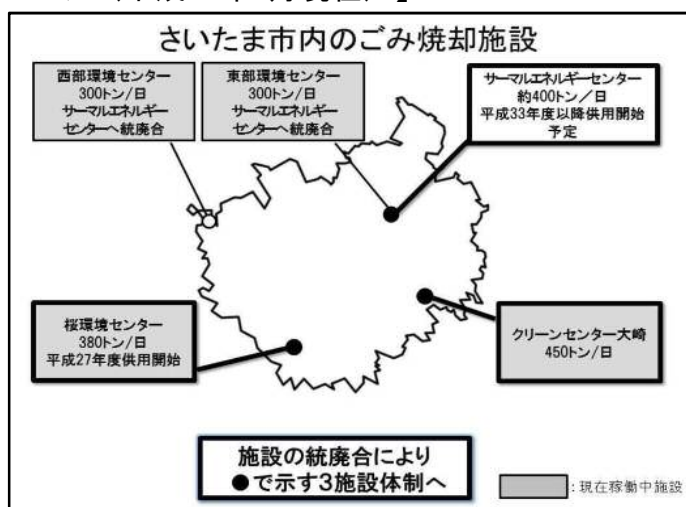 さいたま市内のごみ焼却施設
西部環境センター
300トン/日
サーマルエネルギー
センターへ統廃合
東部環境センター
300トン/日
サーマルエネルギー
センターへ統廃合
サーマルエネルギーセンター
約400トン/日
平成33年度以降供用開始
予定
桜環境センター
380トン/日
平成27年度供用開始
クリーンセンター大崎
450トン/日
施設の統廃合により
●で示す3施設体制へ
：現在稼働中施設